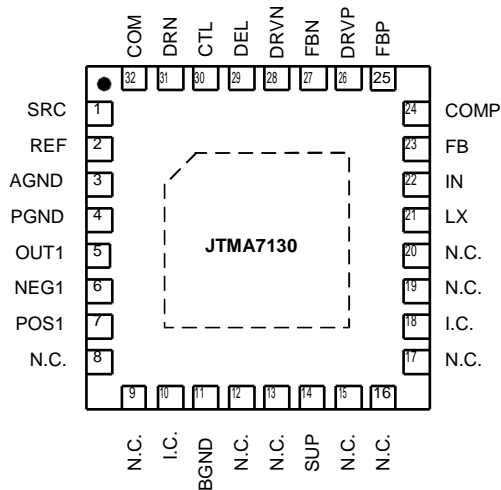 COM DRN CTL DEL DRVN FBN DRVP FBP
32 31 30 29 28 27 26 25
SRC 1 24 COMP
REF 2 23 FB
AGND 3 22 IN
PGND 4 21 LX
JTMA7130
OUT1 5 20 N.C.
NEG1 6 19 N.C.
POS1 7 18 I.C.
N.C. 8 17 N.C.
9 10 11 12 13 14 15 16
N.C. I.C. BGND N.C. N.C. SUP N.C. N.C.